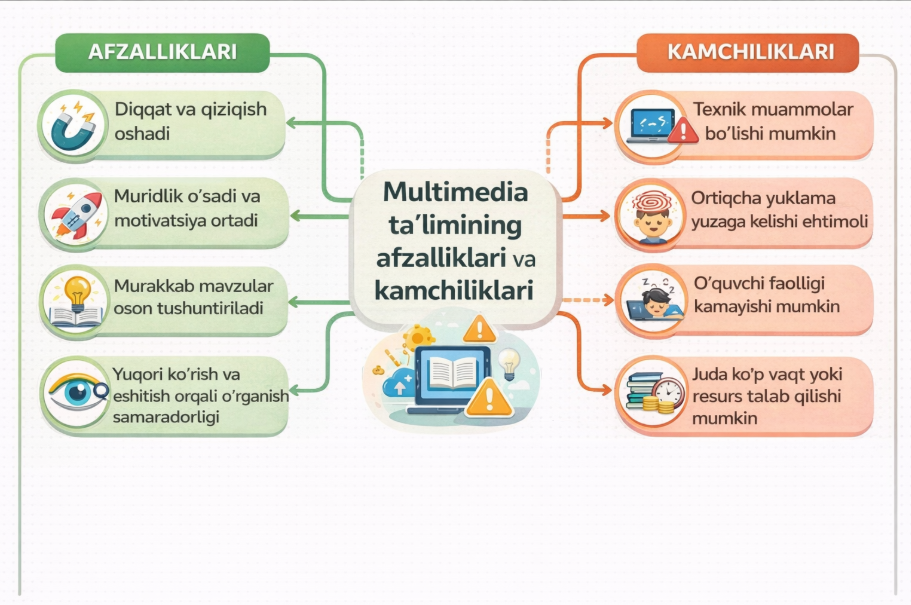 AFZALLIKLARI
Diqqat va qiziqish
oshadi
Muridlik o'sadi va
motivatsiya ortadi
Murakkab mavzular
oson tushuntiriladi
Yuqori ko'rish va
eshitish orqali o'rganish
samaradorligi
Multimedia
ta'limining
afzalliklari va
kamchiliklari
KAMCHILIKLARI
Texnik muammolar
bo'lishi mumkin
Ortiqcha yuklama
yuzaga kelishi ehtimoli
z z z z
O'quvchi faolligi
kamayishi mumkin
Juda ko'p vaqt yoki
resurs talab qilishi
mumkin